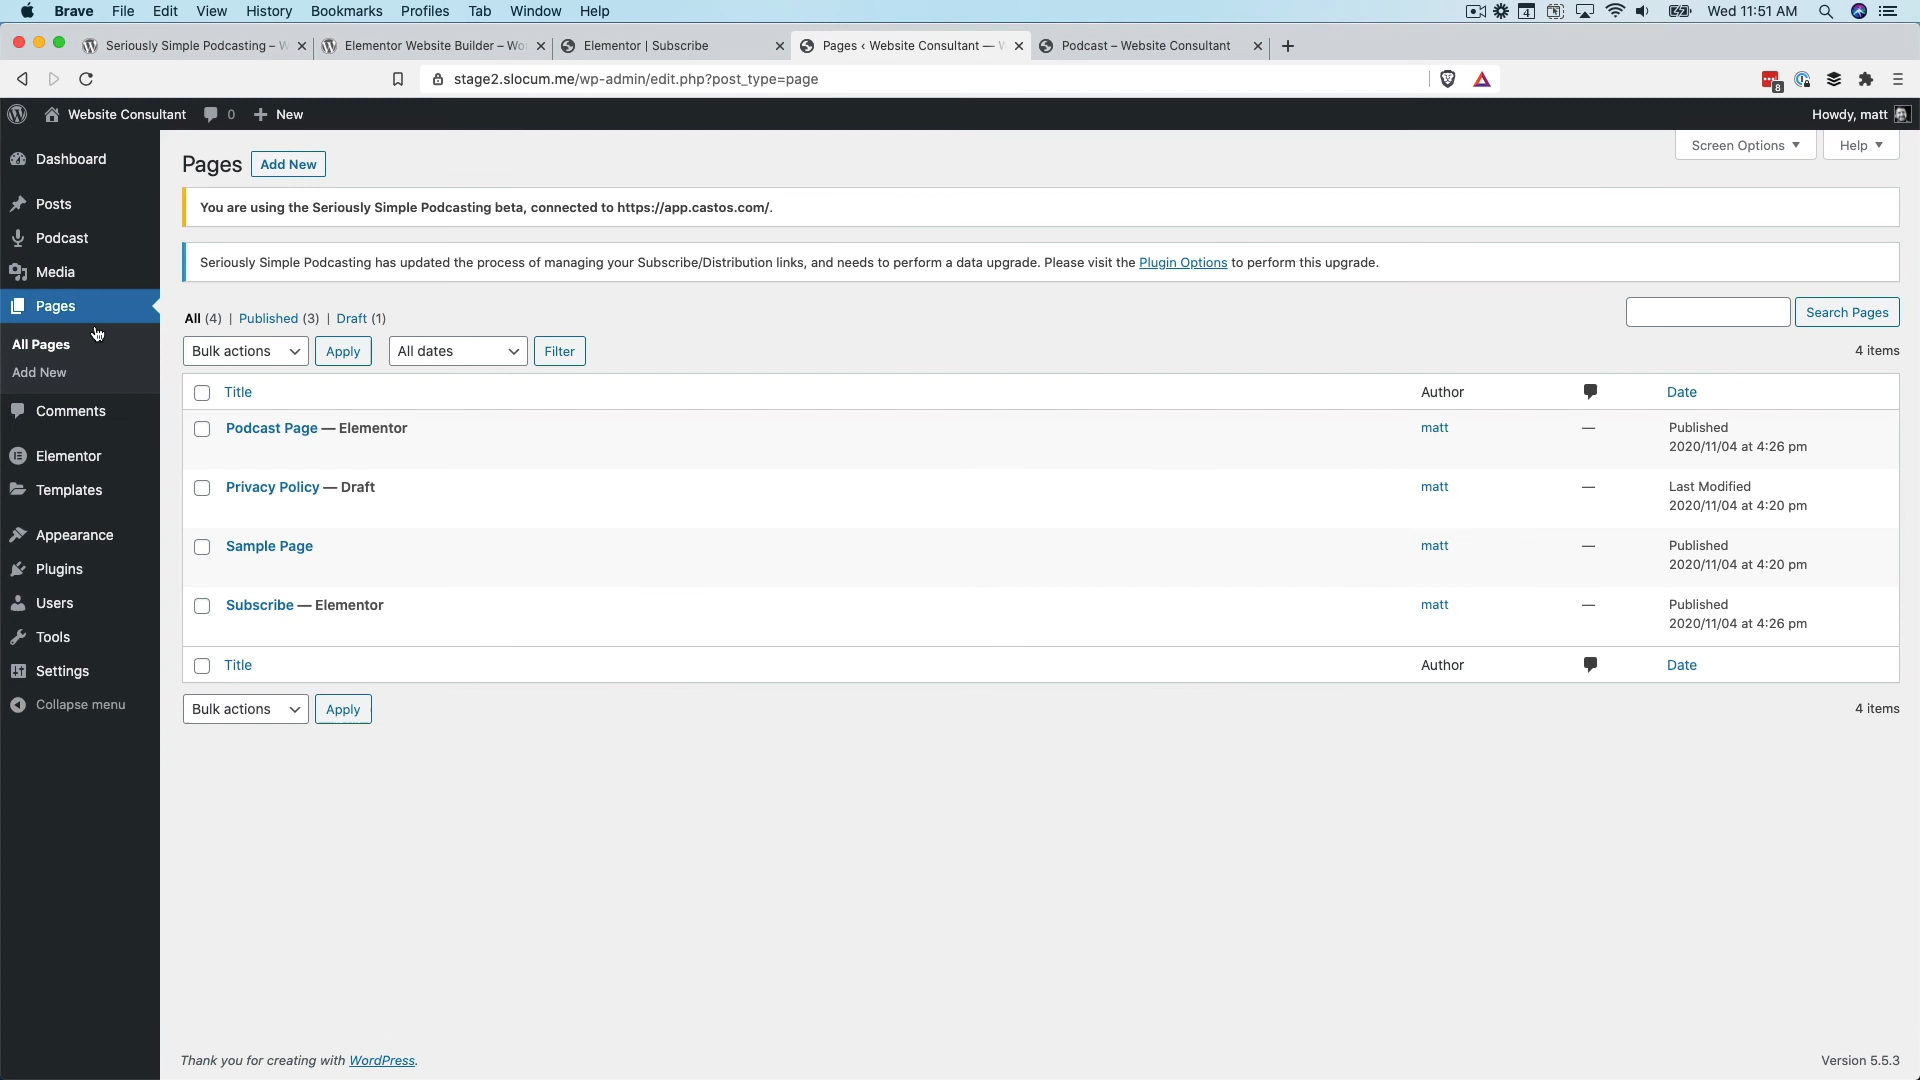 Brave File Edit View History Bookmarks Profiles Tab Window Help 4 Wed 11:51 AM
Seriously Simple Podcasting – W Elementor Website Builder – Wo Elementor | Subscribe Pages ‹ Website Consultant — W Podcast – Website Consultant
stage2.slocum.me/wp-admin/edit.php?post_type=page 8
Website Consultant 0 New Howdy, matt
Dashboard
Posts
Podcast
Media
Pages
All Pages
Add New
Comments
Elementor
Templates
Appearance
Plugins
Users
Tools
Settings
Collapse menu
Screen Options Help
Pages Add New
You are using the Seriously Simple Podcasting beta, connected to https://app.castos.com/.
Seriously Simple Podcasting has updated the process of managing your Subscribe/Distribution links, and needs to perform a data upgrade. Please visit the Plugin Options to perform this upgrade.
All (4) | Published (3) | Draft (1) Search Pages
Bulk actions Apply All dates Filter 4 items
Title Author Date
Podcast Page — Elementor matt — Published
2020/11/04 at 4:26 pm
Privacy Policy — Draft matt — Last Modified
2020/11/04 at 4:20 pm
Sample Page matt — Published
2020/11/04 at 4:20 pm
Subscribe — Elementor matt — Published
2020/11/04 at 4:26 pm
Title Author Date
Bulk actions Apply 4 items
Thank you for creating with WordPress. Version 5.5.3